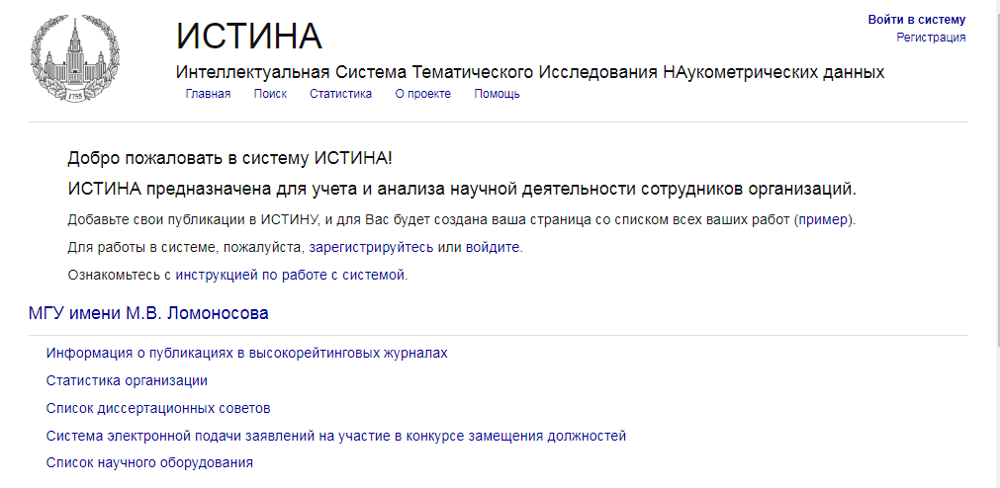 ИСТИНА
Войти в систему
Регистрация
Интеллектуальная Система Тематического Исследования НАукометрических данных
Главная Поиск Статистика О проекте Помощь
1755
Добро пожаловать в систему ИСТИНА!
ИСТИНА предназначена для учета и анализа научной деятельности сотрудников организаций.
Добавьте свои публикации в ИСТИНУ, и для Вас будет создана ваша страница со списком всех ваших работ (пример).
Для работы в системе, пожалуйста, зарегистрируйтесь или войдите.
Ознакомьтесь с инструкцией по работе с системой.
МГУ имени М.В. Ломоносова
Информация о публикациях в высокорейтинговых журналах
Статистика организации
Список диссертационных советов
Система электронной подачи заявлений на участие в конкурсе замещения должностей
Список научного оборудования